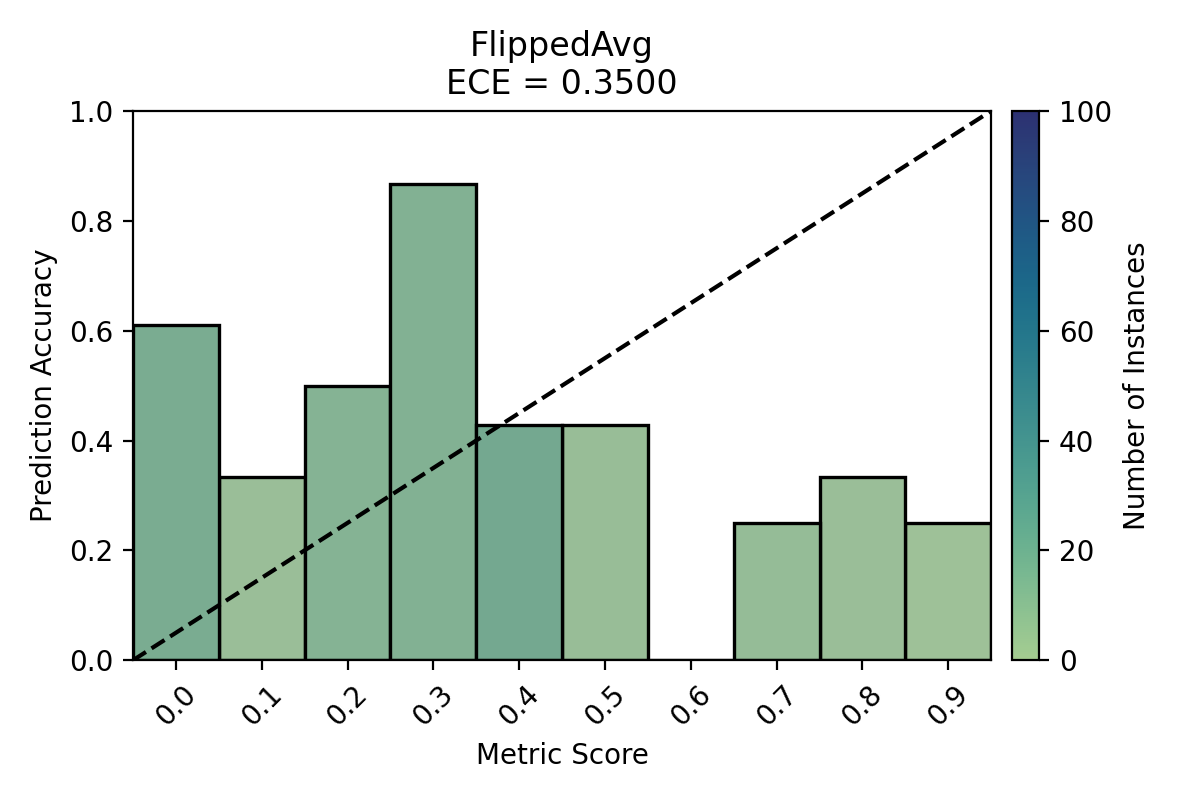 FlippedAvg
ECE = 0.3500
1.0
0.8
0.6
0.4
0.2
0.0
Prediction Accuracy
0.0 0.1 0.2 0.3 0.4 0.5 0.6 0.7 0.8 0.9
Metric Score
100
80
60
40
20
0
Number of Instances